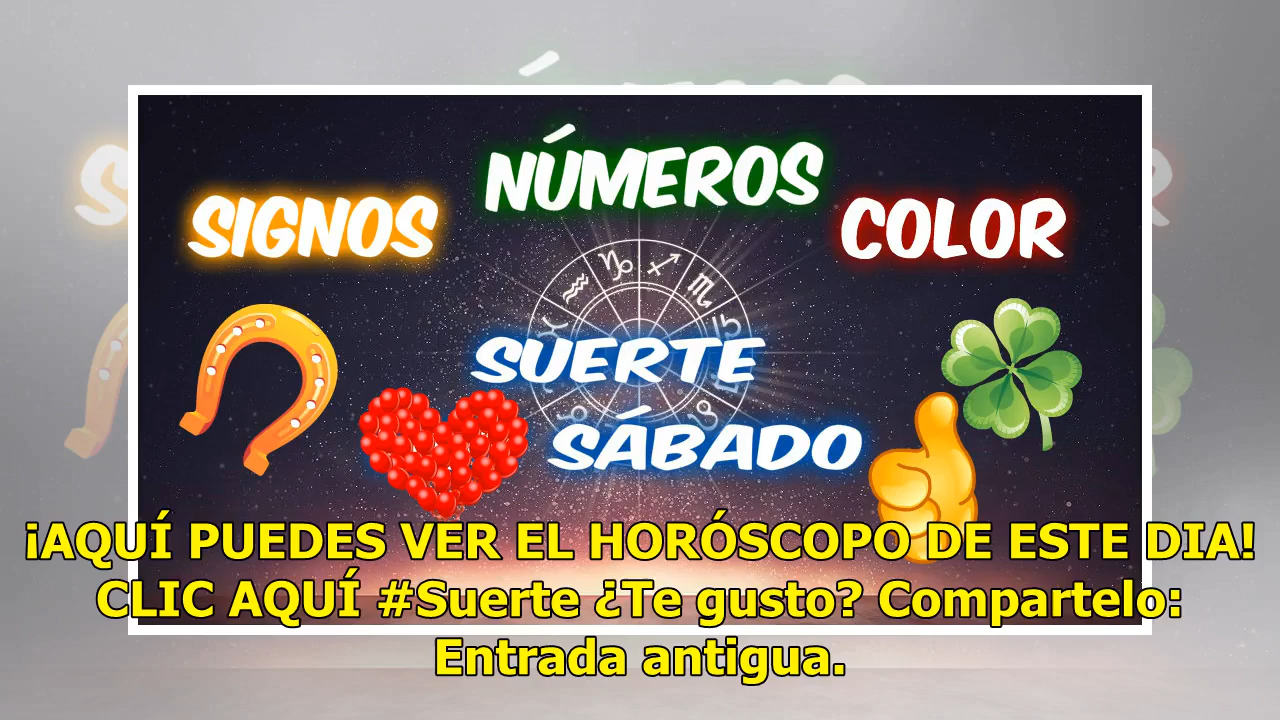 NÚMEROS
SIGNOS
COLOR
SUERTE
SÁBADO
¡AQUÍ PUEDES VER EL HORÓSCOPO DE ESTE DIA!
CLIC AQUÍ #Suerte ¿Te gusto? Compartelo:
Entrada antigua.